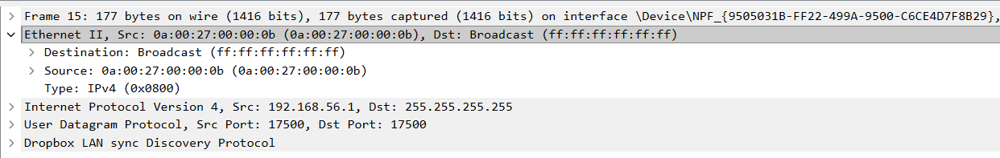 Frame 15: 177 bytes on wire (1416 bits), 177 bytes captured (1416 bits) on interface \Device\NPF_{9505031B-FF22-499A-9500-C6CE4D7F8B29},
Ethernet II, Src: 0a:00:27:00:00:0b (0a:00:27:00:00:0b), Dst: Broadcast (ff:ff:ff:ff:ff:ff)
Destination: Broadcast (ff:ff:ff:ff:ff:ff)
Source: 0a:00:27:00:00:0b (0a:00:27:00:00:0b)
Type: IPv4 (0x0800)
Internet Protocol Version 4, Src: 192.168.56.1, Dst: 255.255.255.255
User Datagram Protocol, Src Port: 17500, Dst Port: 17500
Dropbox LAN sync Discovery Protocol